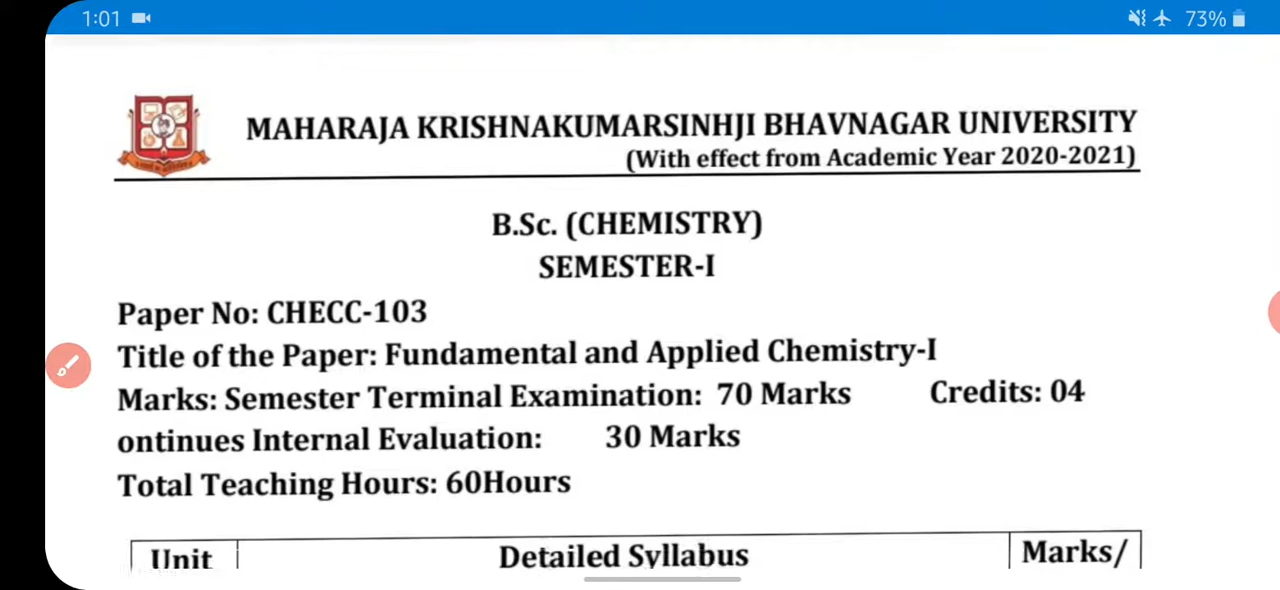 1:01 73%
MAHARAJA KRISHNAKUMARSINHJI BHAVNAGAR UNIVERSITY
(With effect from Academic Year 2020-2021)
B.Sc. (CHEMISTRY)
SEMESTER-I
Paper No: CHECC-103
Title of the Paper: Fundamental and Applied Chemistry-I
Marks: Semester Terminal Examination: 70 Marks Credits: 04
ontinues Internal Evaluation: 30 Marks
Total Teaching Hours: 60Hours
Unit Detailed Syllabus Marks/